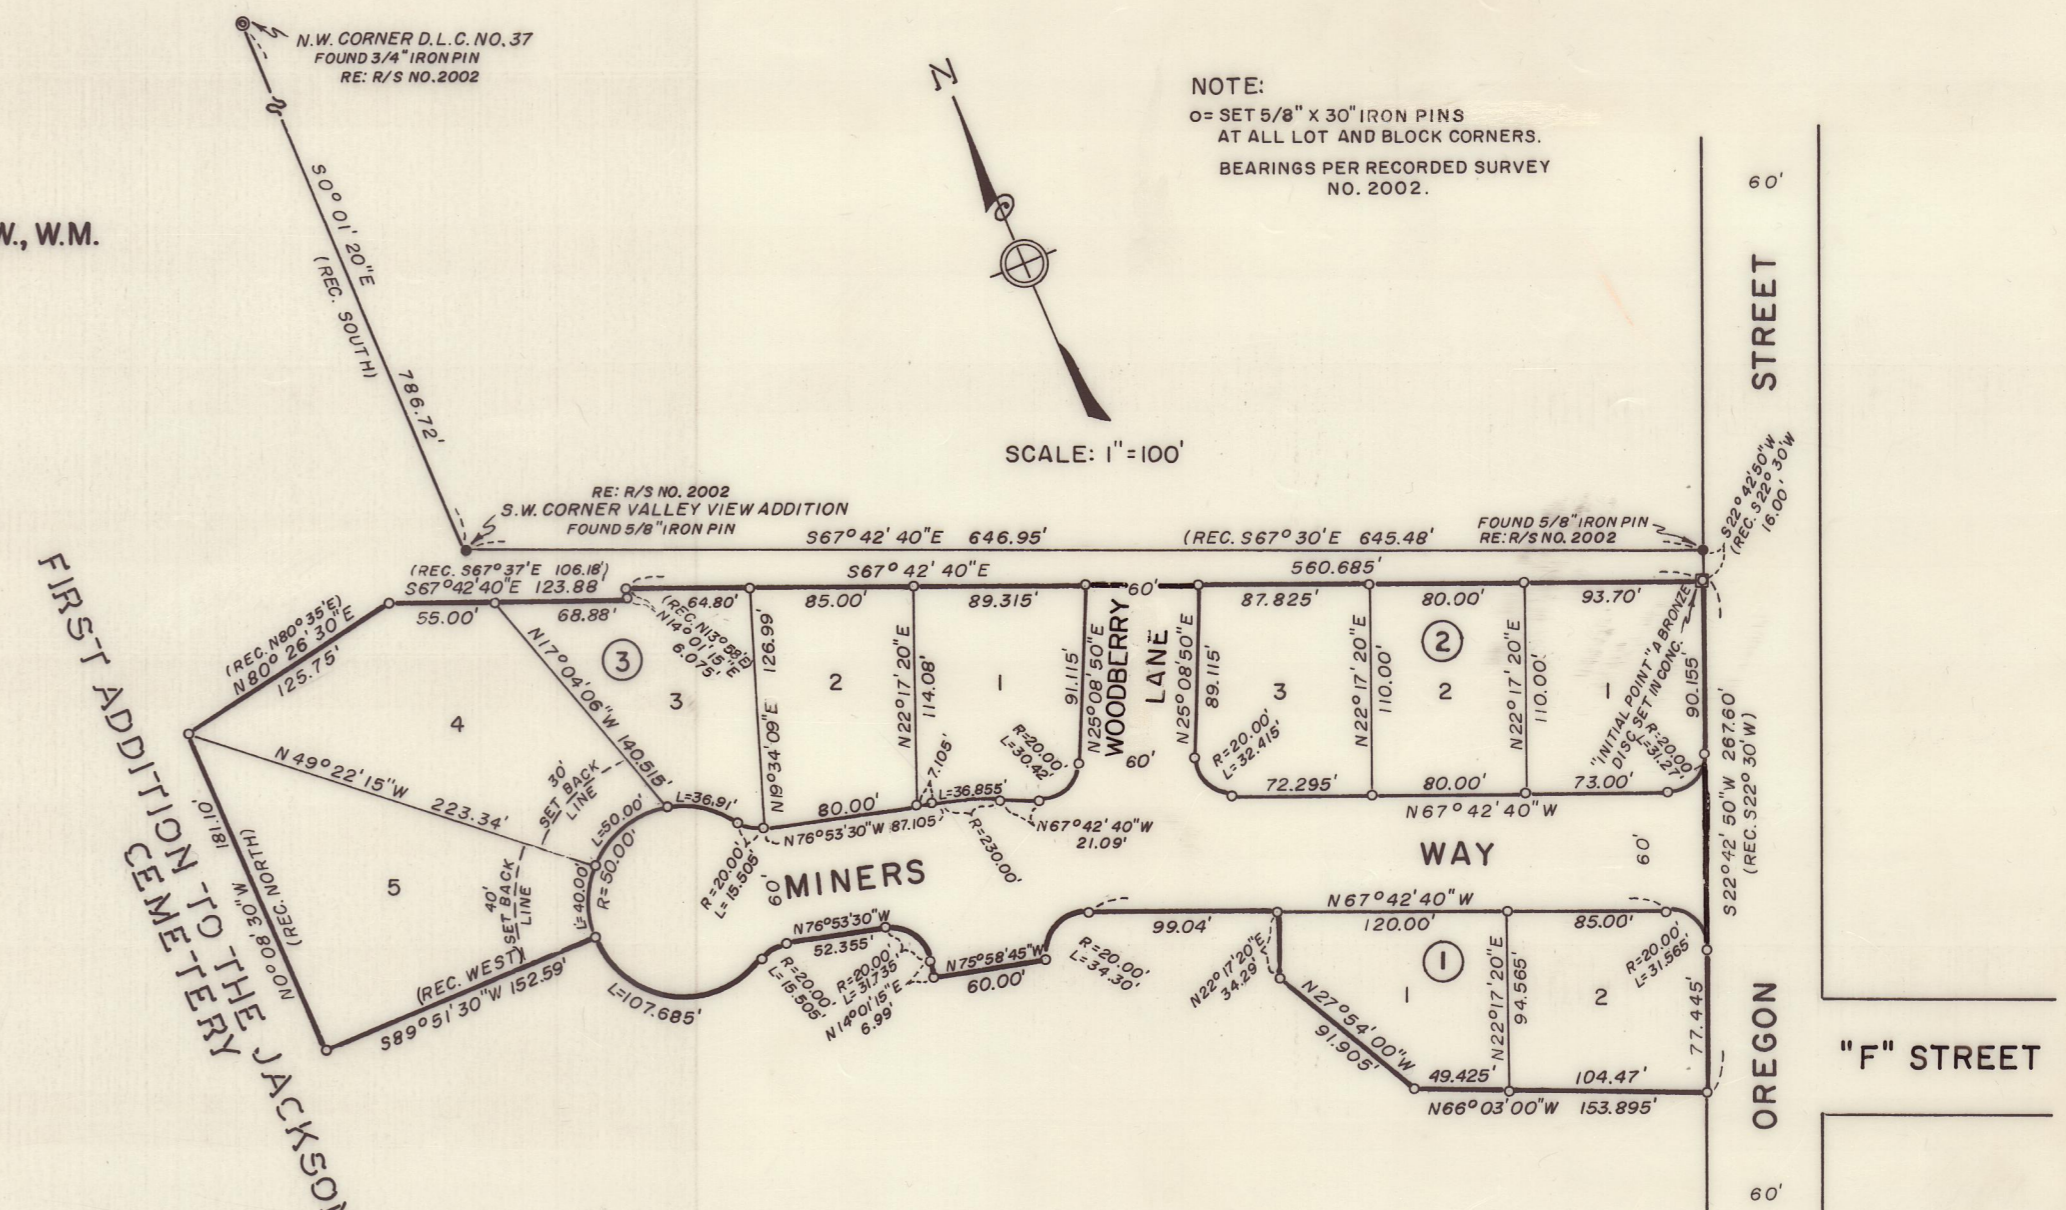 N.W. CORNER D.L.C. NO. 37
FOUND 3/4" IRON PIN
RE: R/S NO. 2002
W., W.M.
S0° 01' 20"E
(REC. SOUTH)
786.72'
N
NOTE:
o= SET 5/8" X 30" IRON PINS
AT ALL LOT AND BLOCK CORNERS.
BEARINGS PER RECORDED SURVEY
NO. 2002.
SCALE: 1"=100'
60'
STREET
S22° 42' 50"W
(REC. S22° 30'W
16.00'
RE: R/S NO. 2002
S.W. CORNER VALLEY VIEW ADDITION
FOUND 5/8" IRON PIN
S67° 42' 40"E 646.95'
(REC. S67° 30'E 645.48'
FOUND 5/8" IRON PIN
RE: R/S NO. 2002
(REC. S67° 37'E 106.18')
S67° 42' 40"E 123.88'
S67° 42' 40"E
560.685'
55.00'
68.88'
64.80'
85.00'
89.315'
60'
87.825'
80.00'
93.70'
(REC. N80° 35'E)
N80° 26' 30"E
125.75'
(REC. N13° 58'E)
N14° 01' 15"E
6.075'
N17° 04' 06"W 140.515'
3
3
4
N19° 34' 09"E 126.99'
2
N22° 17' 20"E
114.08'
1
91.115'
N25° 08' 50"E
WOODBERRY
LANE
60'
N25° 08' 50"E
89.115'
3
N22° 17' 20"E
110.00'
2
2
N22° 17' 20"E
110.00'
1
"INITIAL POINT" A BRONZE
DISC. SET IN CONC.
90.155'
R=20.00'
L=31.27'
S22° 42' 50"W 267.60'
(REC. S22° 30'W)
R=20.00'
L=30.42'
R=20.00'
L=32.415'
72.295'
80.00'
73.00'
N67° 42' 40"W
N49° 22' 15"W
223.34'
30'
SET BACK
LINE
L=50.00'
R=50.00'
L=40.00'
L=36.91'
80.00'
7.105'
L=36.855'
N76° 53' 30"W 87.105'
R=230.00'
N67° 42' 40"W
21.09'
R=20.00'
L=15.505'
60'
MINERS
WAY
60'
FIRST ADDITION TO THE JACKSON
CEMETERY
181.10'
N0° 08' 30"W
(REC. NORTH)
5
40'
SET BACK
LINE
(REC. WEST)
S89° 51' 30"W 152.59'
L=107.685'
N76° 53' 30"W
52.355'
R=20.00'
L=15.505'
R=20.00'
L=31.735'
N14° 01' 15"E
6.99'
N75° 58' 45"W
60.00'
R=20.00'
L=34.30'
99.04'
N67° 42' 40"W
120.00'
85.00'
N22° 17' 20"E
34.29'
1
1
N22° 17' 20"E
94.565'
2
R=20.00'
L=31.565'
N27° 54' 00"W
91.905'
77.445'
49.425'
104.47'
N66° 03' 00"W 153.895'
OREGON
"F" STREET
60'